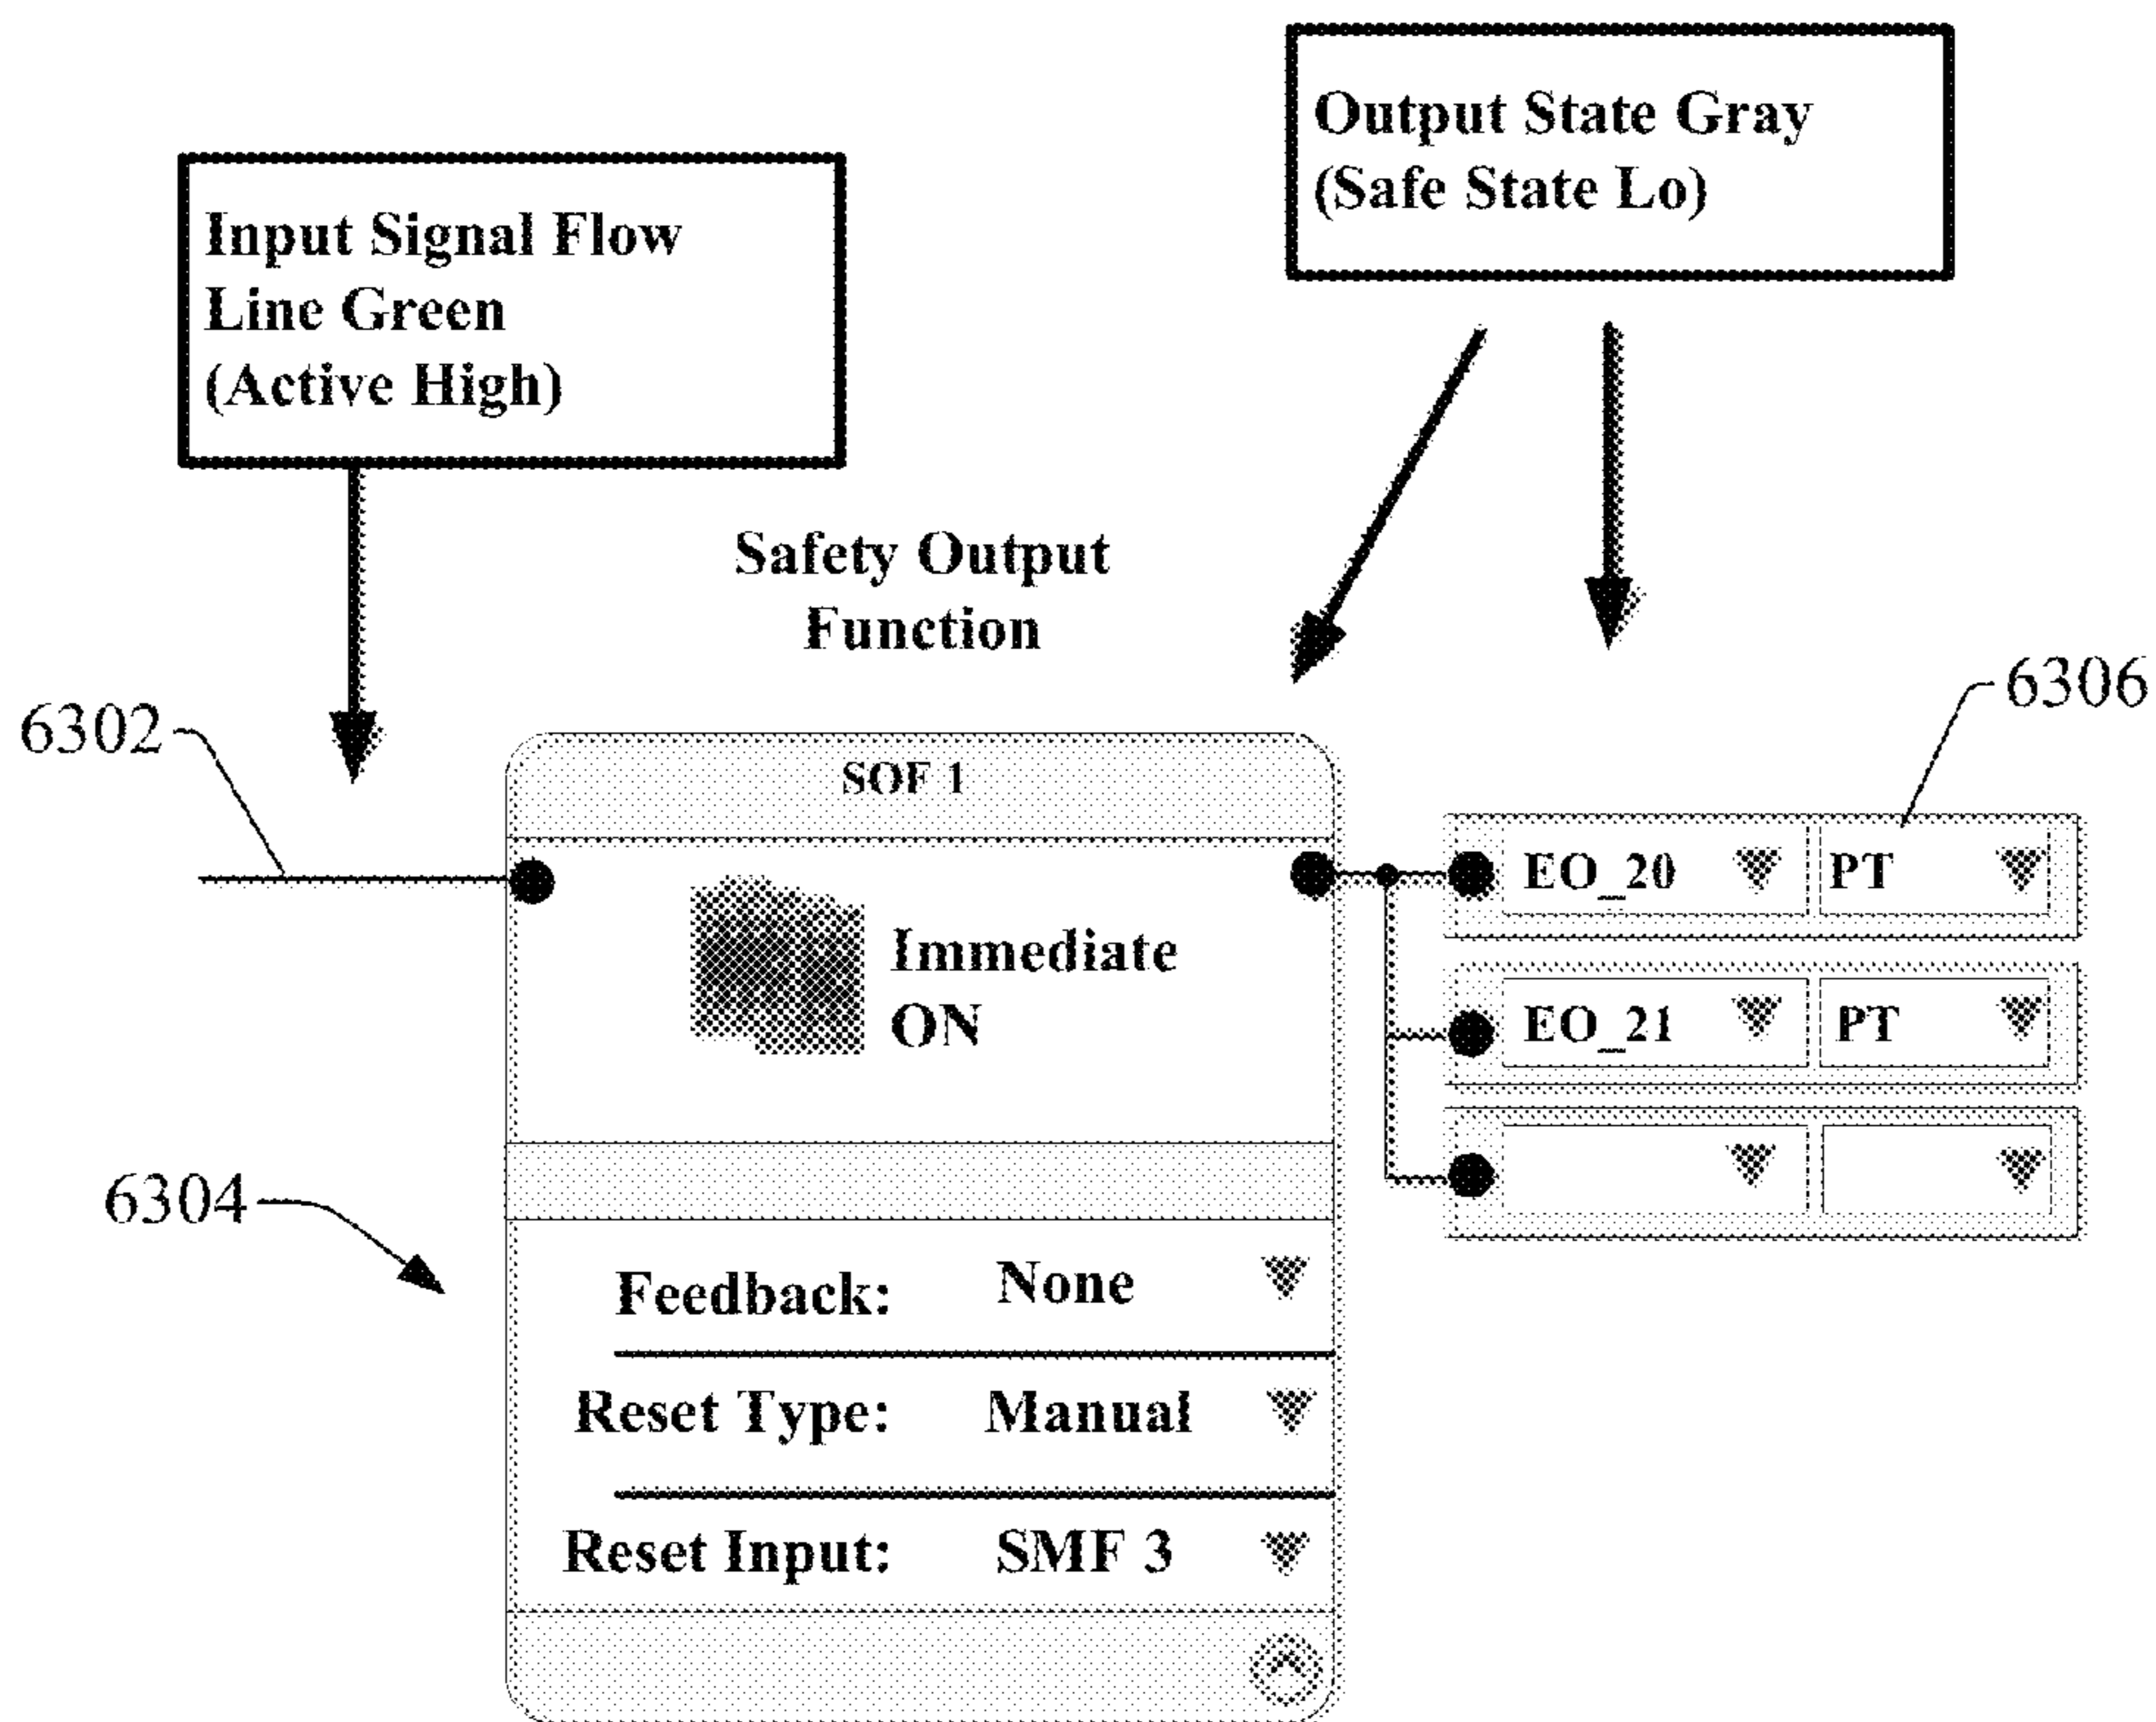 Output State Gray
(Safe State Lo)
Input Signal Flow
Line Green
(Active High)
Safety Output
Function
6302
6306
SOF 1
EO_20
PT
Immediate
ON
EO_21
PT
6304
Feedback: None
Reset Type: Manual
Reset Input: SMF 3